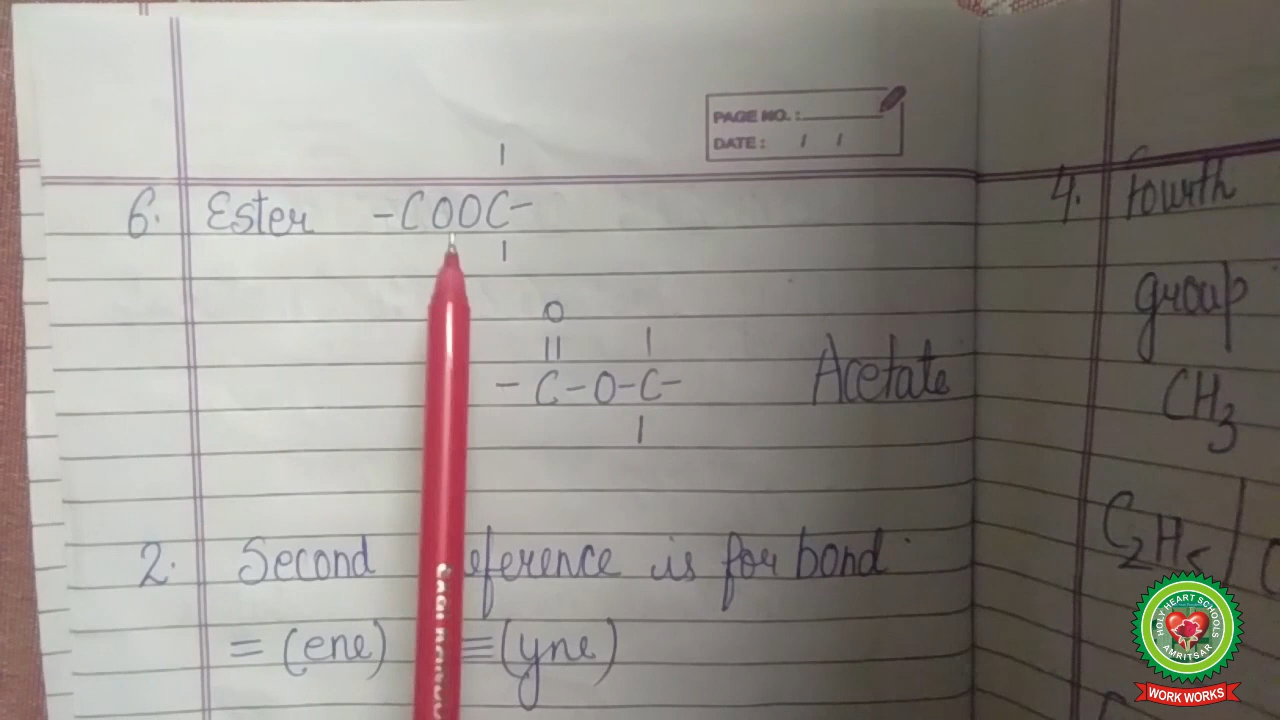 PAGE NO. :
DATE : / /
6. Ester -COOC-
O
- C - O - C -
Acetate
2. Second eference is for bond
= (ene) ≡ (yne)
4. fourth
group
CH3
C2H5
HOLY HEART SCHOOLS
AMRITSAR
WORK WORKS